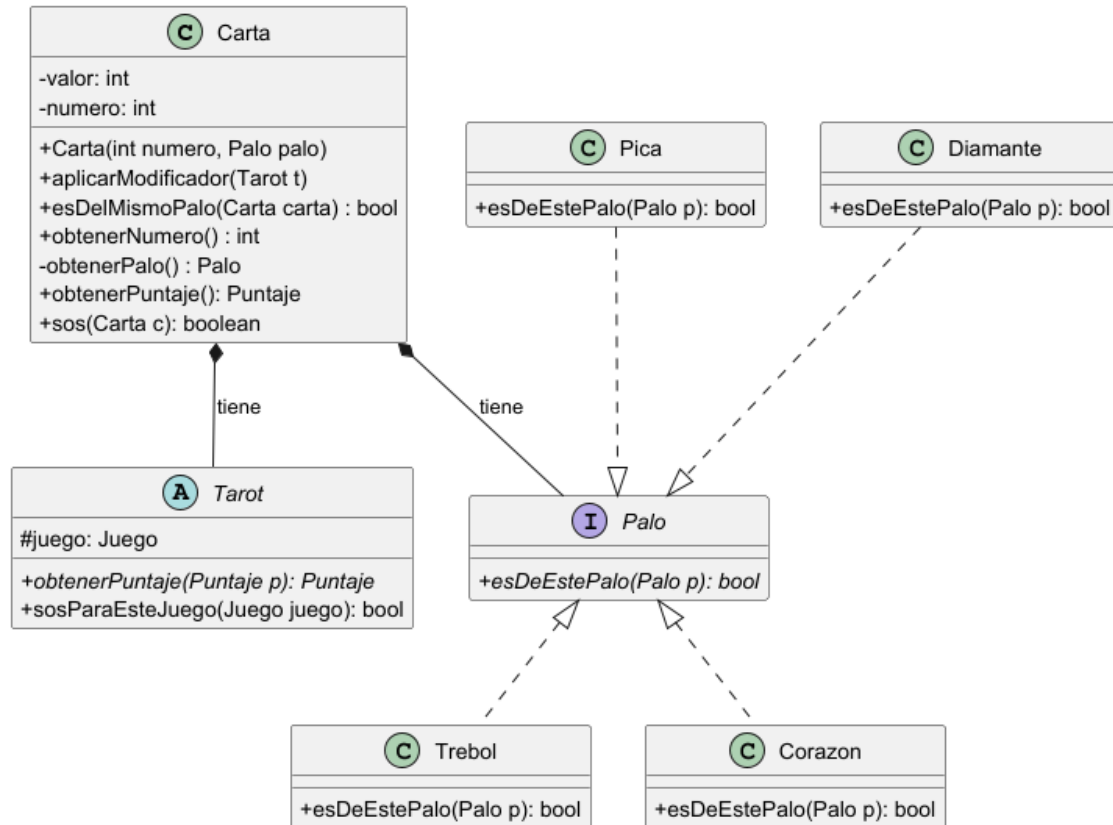 C Carta
-valor: int
-numero: int
+Carta(int numero, Palo palo)
+aplicarModificador(Tarot t)
+esDelMismoPalo(Carta carta) : bool
+obtenerNumero() : int
-obtenerPalo() : Palo
+obtenerPuntaje(): Puntaje
+sos(Carta c): boolean
C Pica
+esDeEstePalo(Palo p): bool
C Diamante
+esDeEstePalo(Palo p): bool
tiene
tiene
A Tarot
#juego: Juego
+obtenerPuntaje(Puntaje p): Puntaje
+sosParaEsteJuego(Juego juego): bool
I Palo
+esDeEstePalo(Palo p): bool
C Trebol
+esDeEstePalo(Palo p): bool
C Corazon
+esDeEstePalo(Palo p): bool